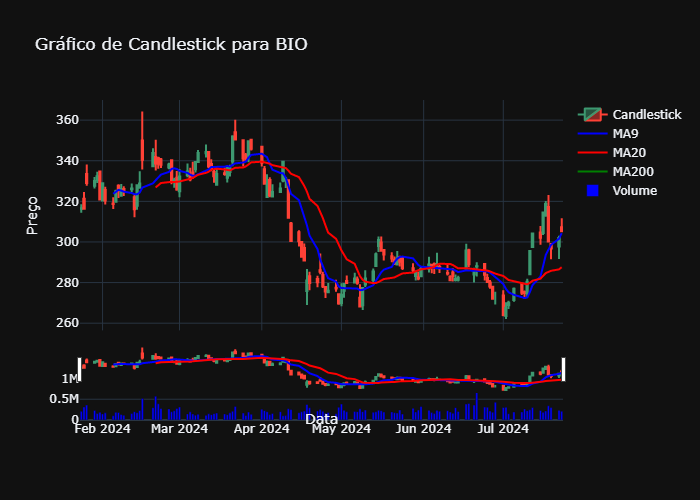 Gráfico de Candlestick para BIO
Candlestick
MA9
MA20
MA200
Volume
Preço
360
340
320
300
280
260
1M
0.5M
0
Data
Feb 2024
Mar 2024
Apr 2024
May 2024
Jun 2024
Jul 2024